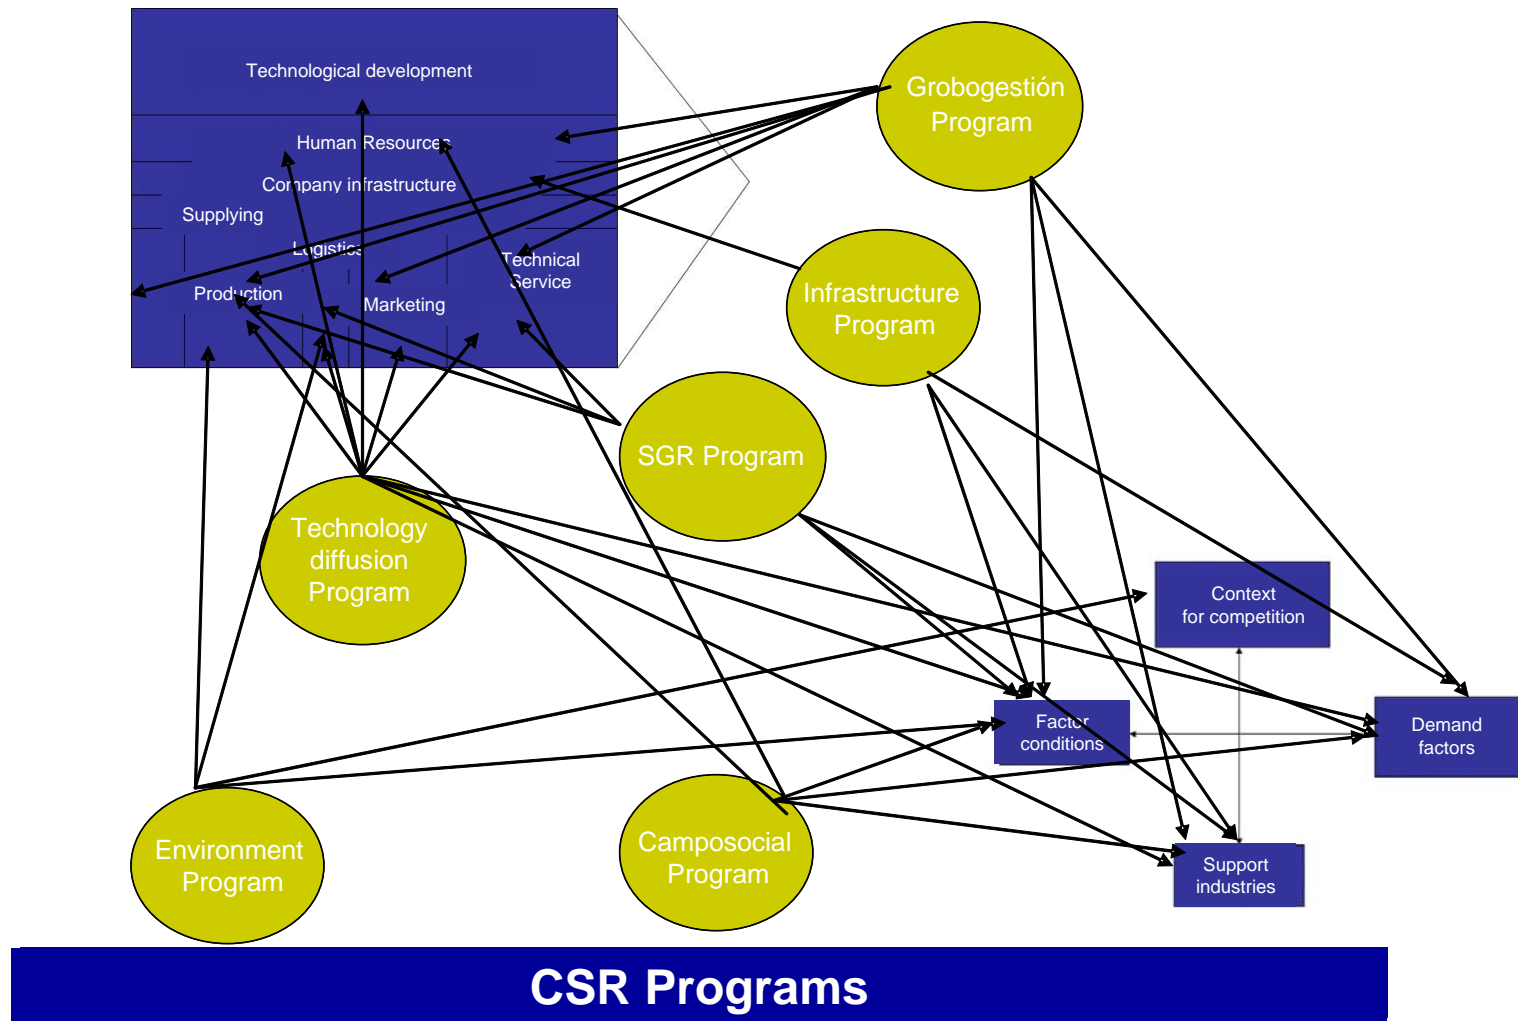 Technological development
Human Resources
Company infrastructure
Supplying
Logistics
Technical
Service
Production
Marketing
Grobogestión
Program
Infrastructure
Program
SGR Program
Technology
diffusion
Program
Context
for competition
Factor
conditions
Demand
factors
Environment
Program
Camposocial
Program
Support
industries
CSR Programs